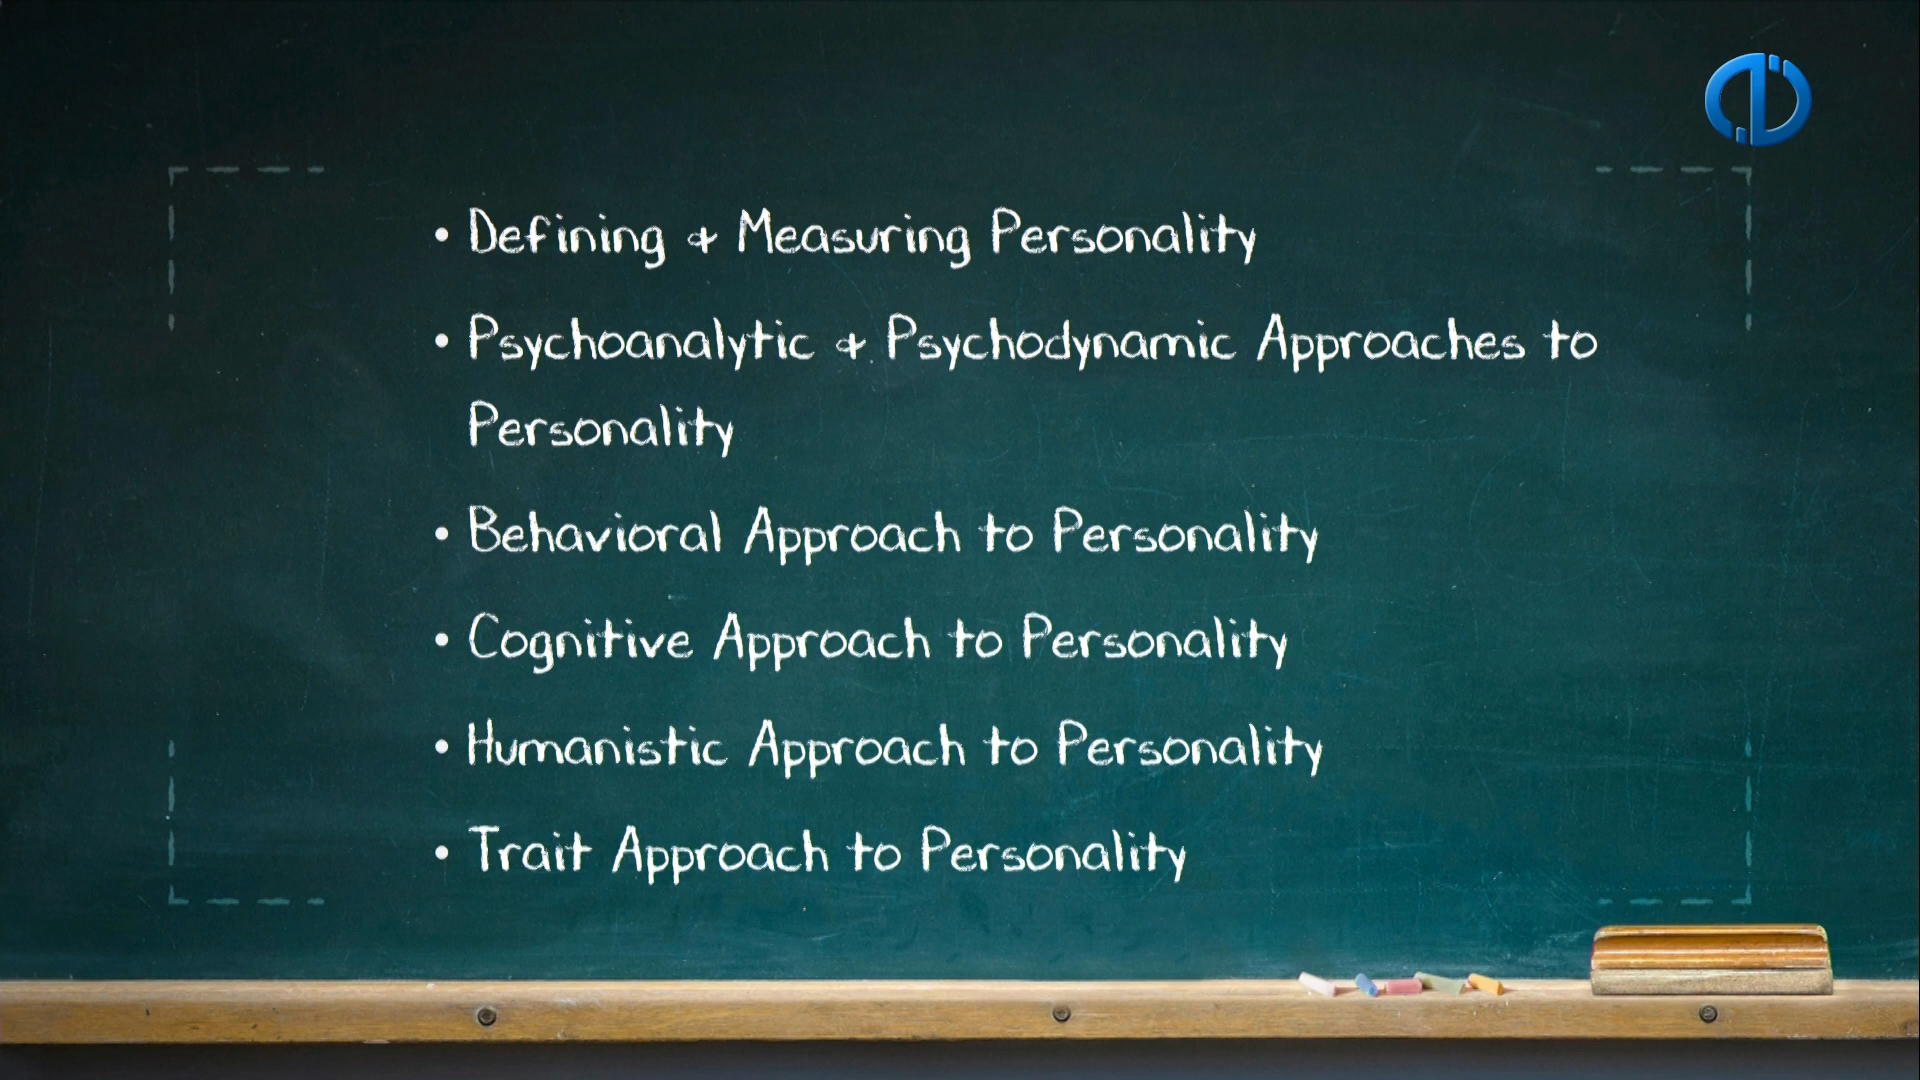 • Defining & Measuring Personality
• Psychoanalytic & Psychodynamic Approaches to
Personality
• Behavioral Approach to Personality
• Cognitive Approach to Personality
• Humanistic Approach to Personality
• Trait Approach to Personality